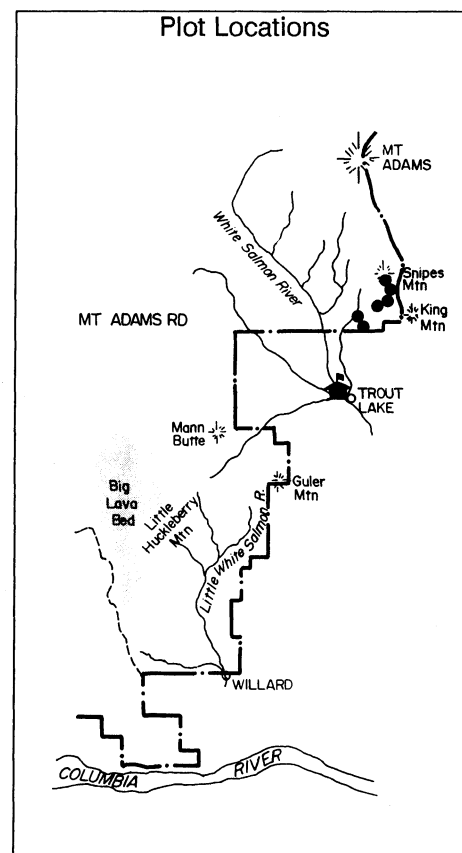 Plot Locations
MT
ADAMS
White Salmon River
Snipes
Mtn
King
Mtn
MT ADAMS RD
TROUT
LAKE
Mann
Butte
Guler
Mtn
Big
Lava
Bed
Little
Huckleberry
Mtn
Little White Salmon R.
WILLARD
COLUMBIA RIVER